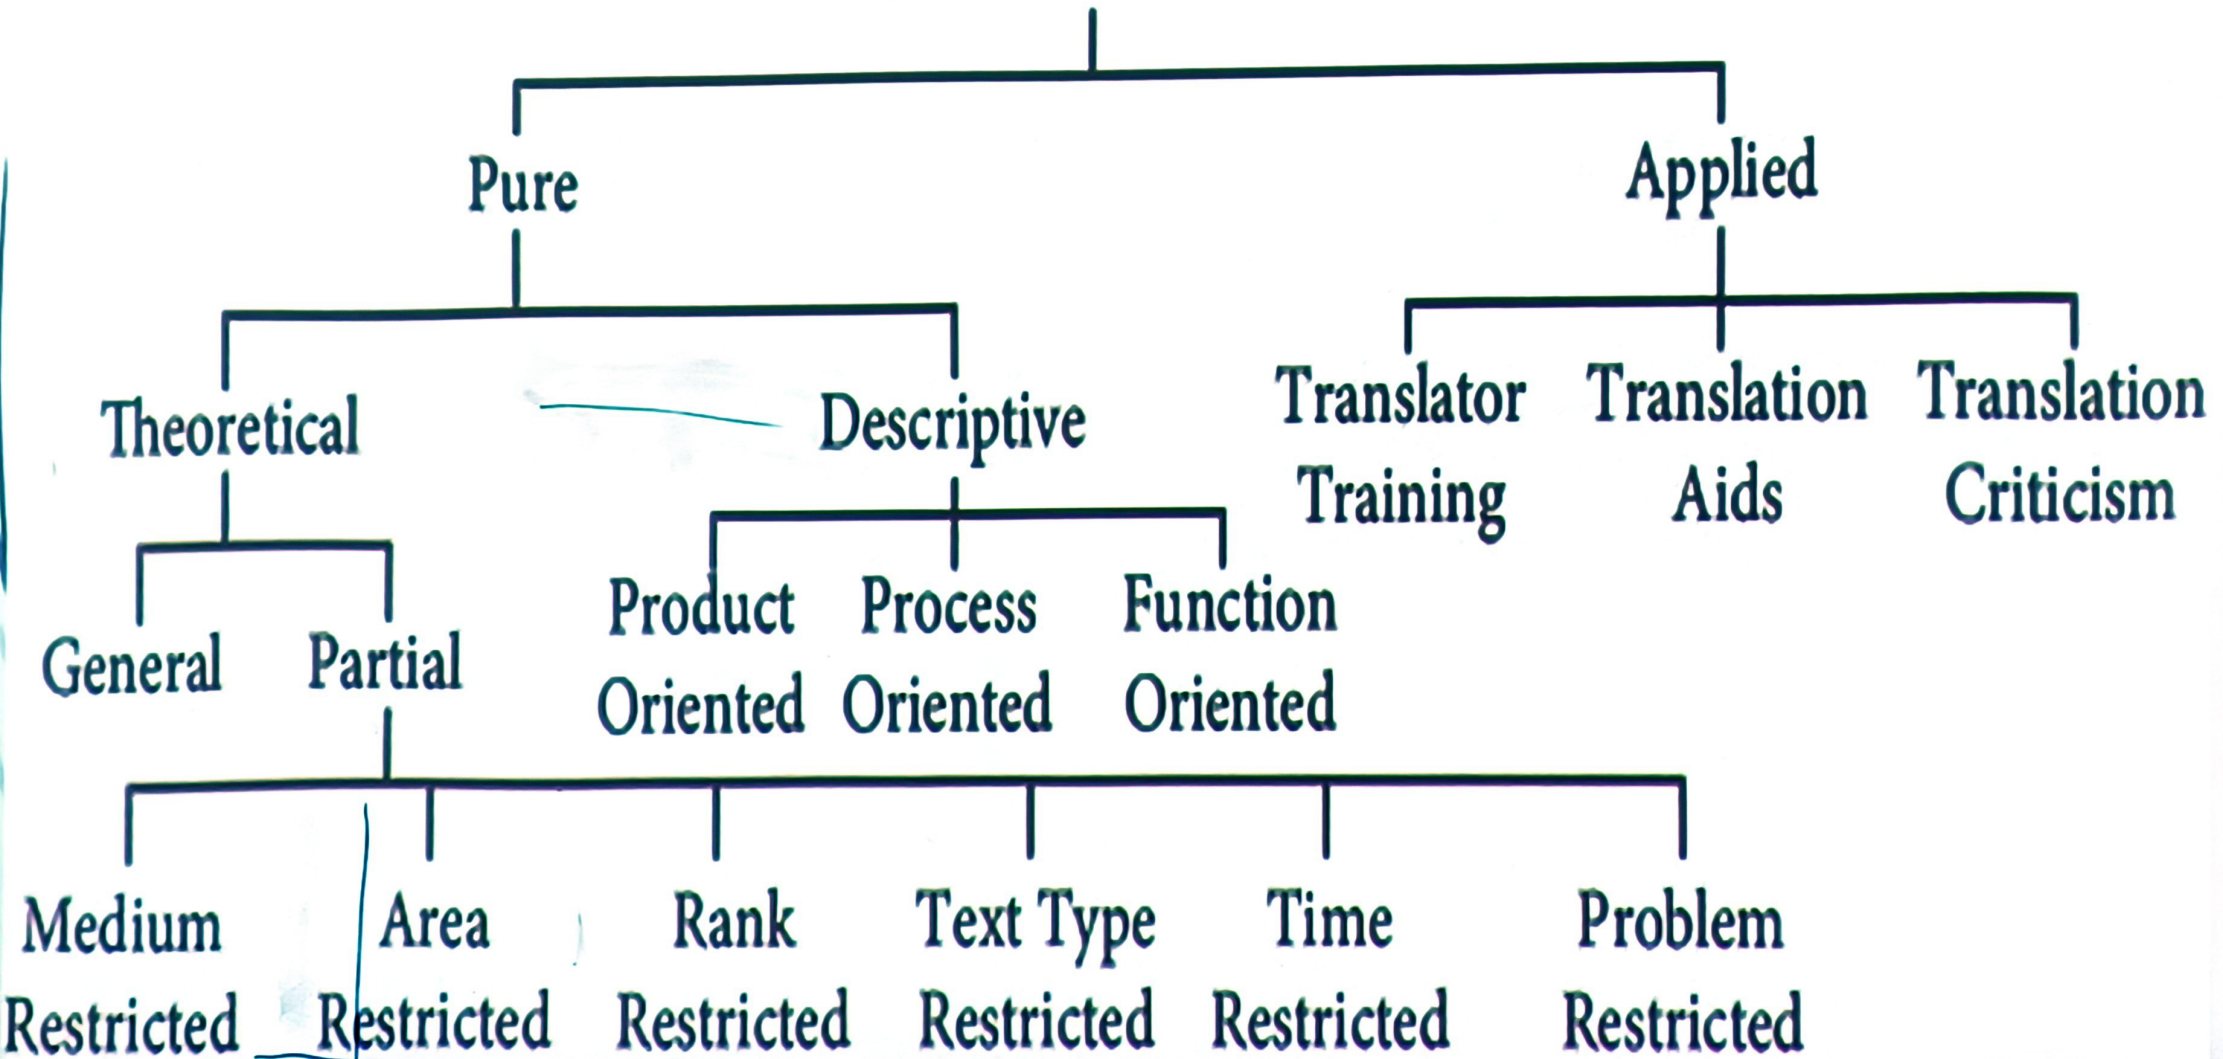 Pure
Applied
Theoretical
Descriptive
Translator Training
Translation Aids
Translation Criticism
General
Partial
Product Oriented
Process Oriented
Function Oriented
Medium Restricted
Area Restricted
Rank Restricted
Text Type Restricted
Time Restricted
Problem Restricted